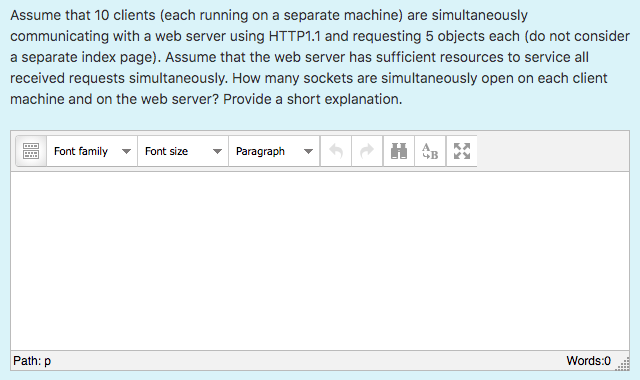 Assume that 10 clients (each running on a separate machine) are simultaneously
communicating with a web server using HTTP1.1 and requesting 5 objects each (do not consider
a separate index page). Assume that the web server has sufficient resources to service all
received requests simultaneously. How many sockets are simultaneously open on each client
machine and on the web server? Provide a short explanation.
Font family Font size Paragraph A B
Path: p Words:0